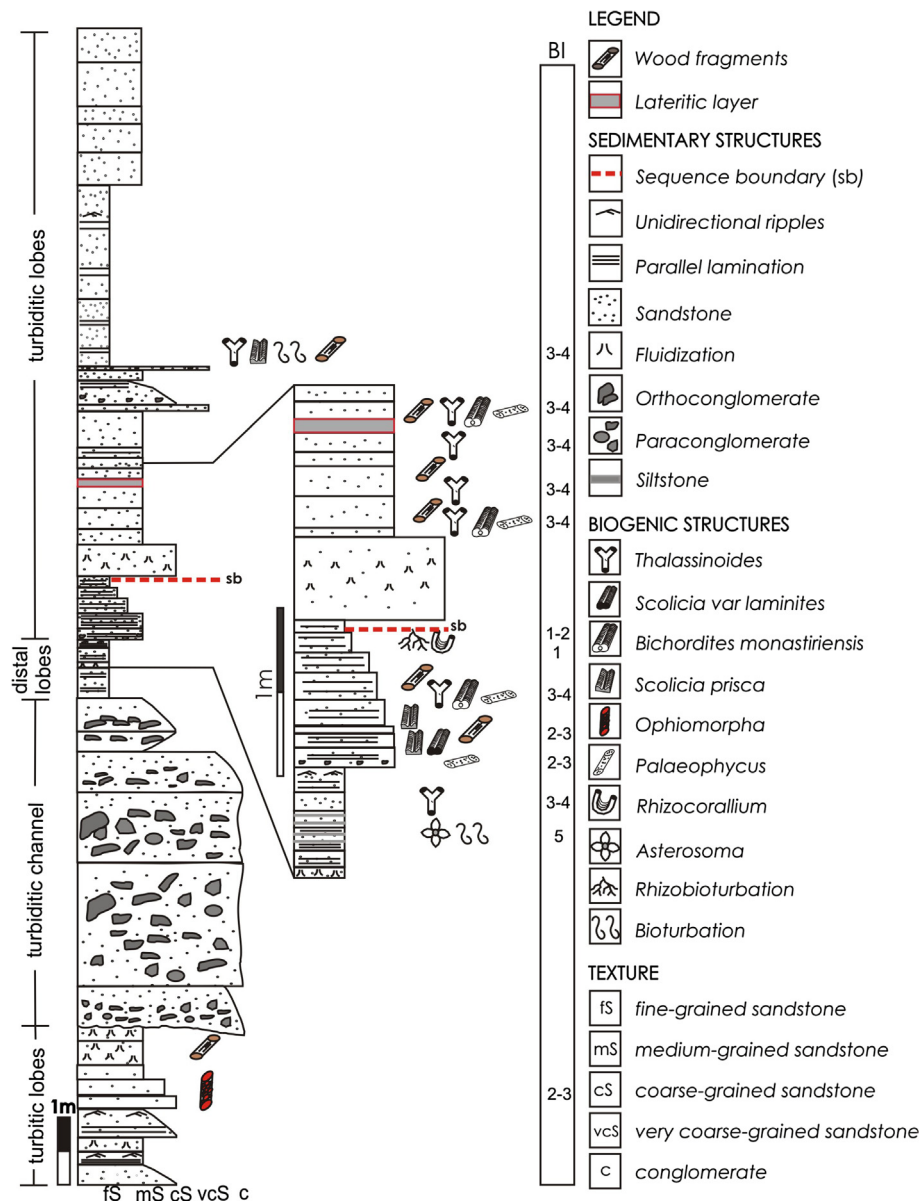 turbiditic lobes
distal
lobes
turbiditic channel
turbitic lobes
1m
fS mS cS vcS c
sb
1m
sb
BI
3-4
3-4
3-4
3-4
3-4
1-2
1
3-4
2-3
2-3
3-4
5
2-3
LEGEND
Wood fragments
Lateritic layer
SEDIMENTARY STRUCTURES
Sequence boundary (sb)
Unidirectional ripples
Parallel lamination
Sandstone
Fluidization
Orthoconglomerate
Paraconglomerate
Siltstone
BIOGENIC STRUCTURES
Thalassinoides
Scolicia var laminites
Bichordites monastiriensis
Scolicia prisca
Ophiomorpha
Palaeophycus
Rhizocorallium
Asterosoma
Rhizobioturbation
Bioturbation
TEXTURE
fS fine-grained sandstone
mS medium-grained sandstone
cS coarse-grained sandstone
vcS very coarse-grained sandstone
c conglomerate